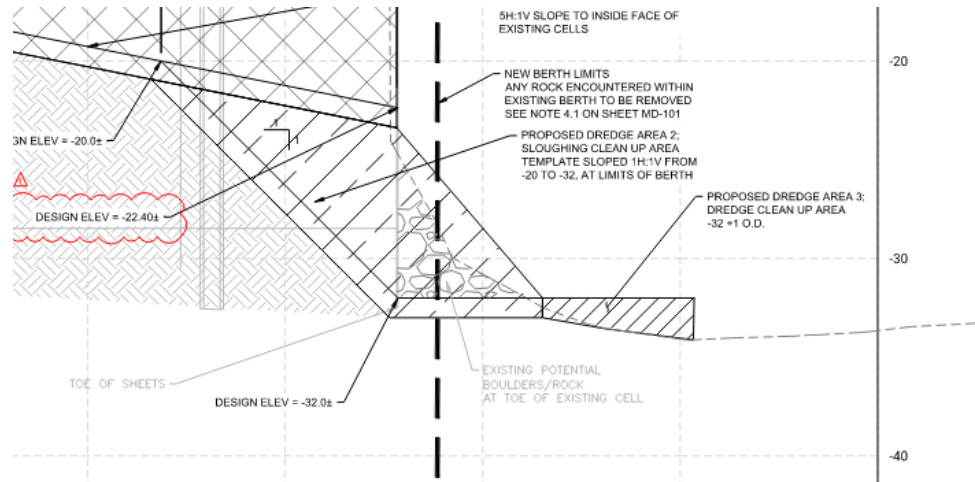 5H:1V SLOPE TO INSIDE FACE OF
EXISTING CELLS
-20
NEW BERTH LIMITS
ANY ROCK ENCOUNTERED WITHIN
EXISTING BERTH TO BE REMOVED
SEE NOTE 4.1 ON SHEET MD-101
1
1
GN ELEV = -20.0±
PROPOSED DREDGE AREA 2;
SLOUGHING CLEAN UP AREA
TEMPLATE SLOPED 1H:1V FROM
-20 TO -32, AT LIMITS OF BERTH
PROPOSED DREDGE AREA 3;
DREDGE CLEAN UP AREA
-32 +1 O.D.
DESIGN ELEV = -22.40±
-30
TOE OF SHEETS
EXISTING POTENTIAL
BOULDERS/ROCK
AT TOE OF EXISTING CELL
DESIGN ELEV = -32.0±
-40